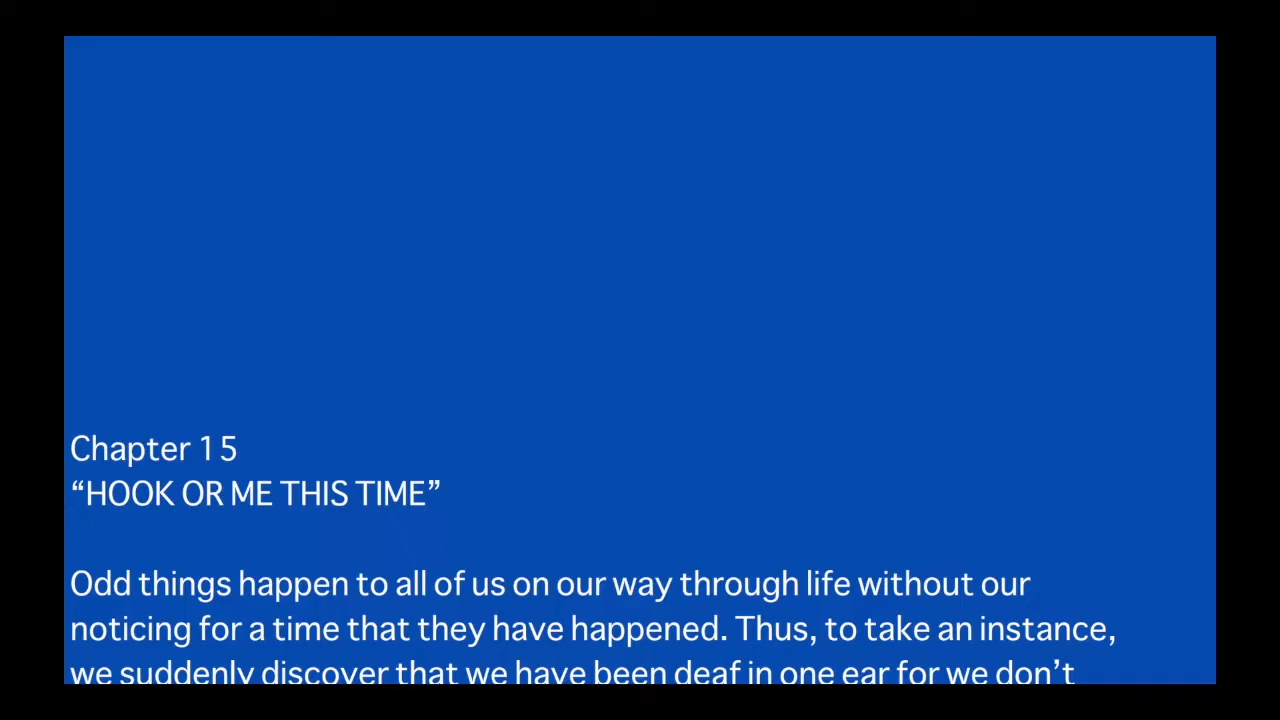 Chapter 15
“HOOK OR ME THIS TIME”
Odd things happen to all of us on our way through life without our
noticing for a time that they have happened. Thus, to take an instance,
we suddenly discover that we have been deaf in one ear for we don’t